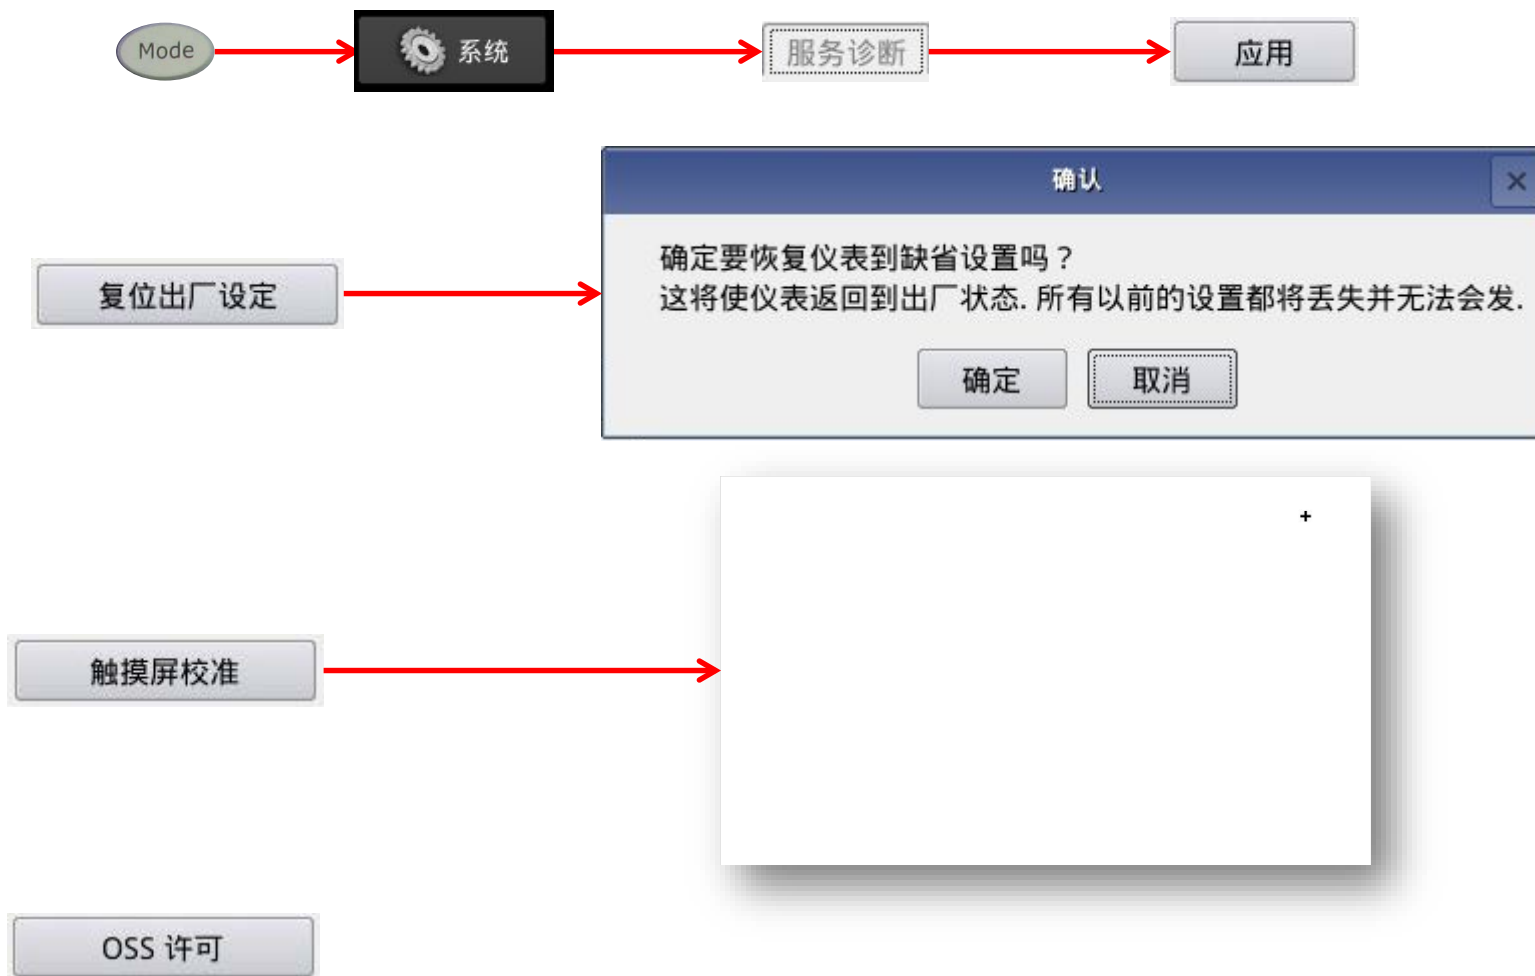 Mode
系统
服务诊断
应用
确认
确定要恢复仪表到缺省设置吗？
这将使仪表返回到出厂状态. 所有以前的设置都将丢失并无法会发.
复位出厂设定
确定
取消
触摸屏校准
OSS 许可